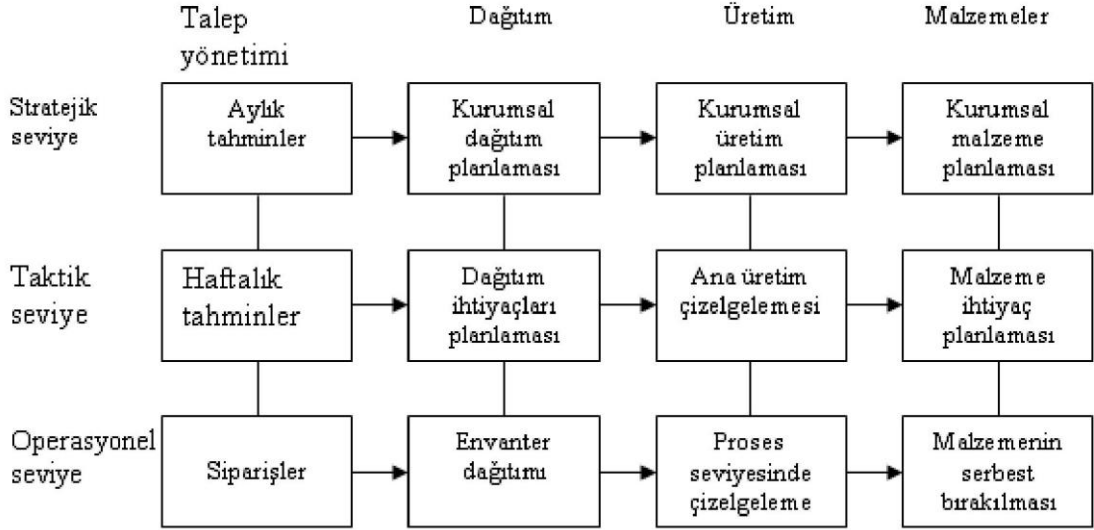 Talep
yönetimi
Dağıtım
Üretim
Malzemeler
Stratejik
seviye
Aylık
tahminler
Kurumsal
dağıtım
planlaması
Kurumsal
üretim
planlaması
Kurumsal
malzeme
planlaması
Taktik
seviye
Haftalık
tahminler
Dağıtım
ihtiyaçları
planlaması
Ana üretim
çizelgelemesi
Malzeme
ihtiyaç
planlaması
Operasyonel
seviye
Siparişler
Envanter
dağıtımı
Proses
seviyesinde
çizelgeleme
Malzemenin
serbest
bırakılması